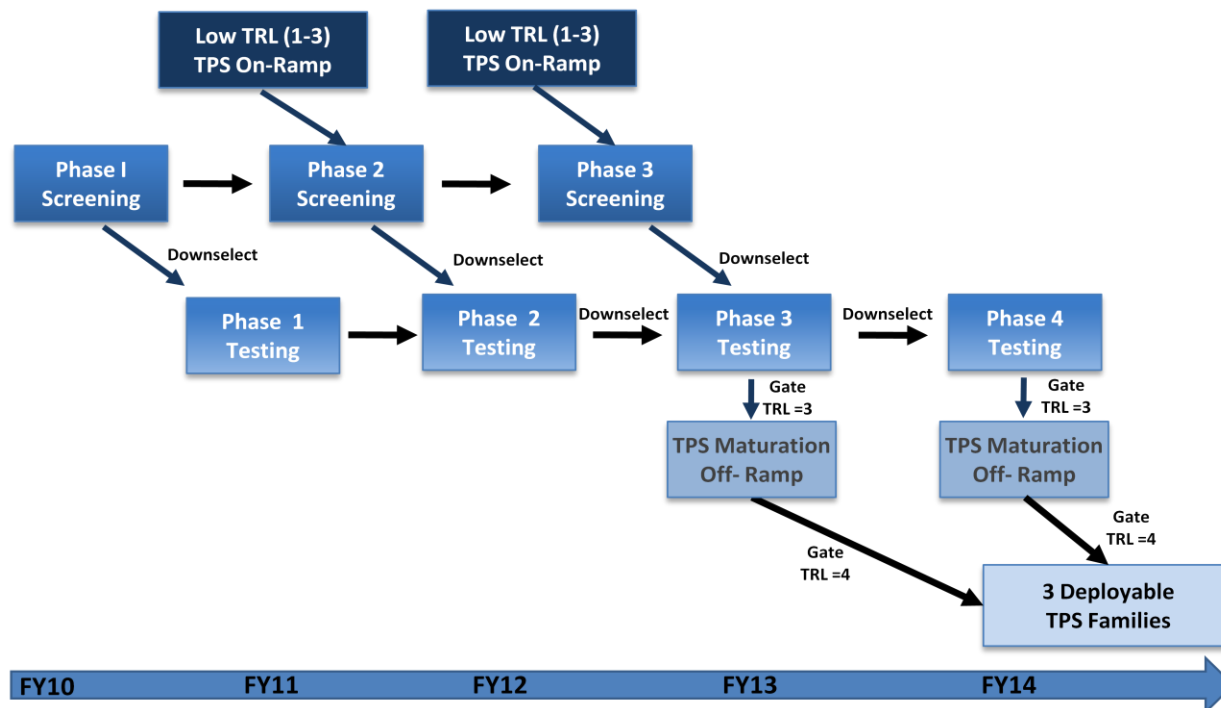 Low TRL (1-3)
TPS On-Ramp
Low TRL (1-3)
TPS On-Ramp
Phase I
Screening
Phase 2
Screening
Phase 3
Screening
Downselect
Downselect
Downselect
Phase 1
Testing
Phase 2
Testing
Downselect
Phase 3
Testing
Downselect
Phase 4
Testing
Gate
TRL =3
Gate
TRL =3
TPS Maturation
Off- Ramp
TPS Maturation
Off- Ramp
Gate
TRL =4
Gate
TRL =4
3 Deployable
TPS Families
FY10
FY11
FY12
FY13
FY14